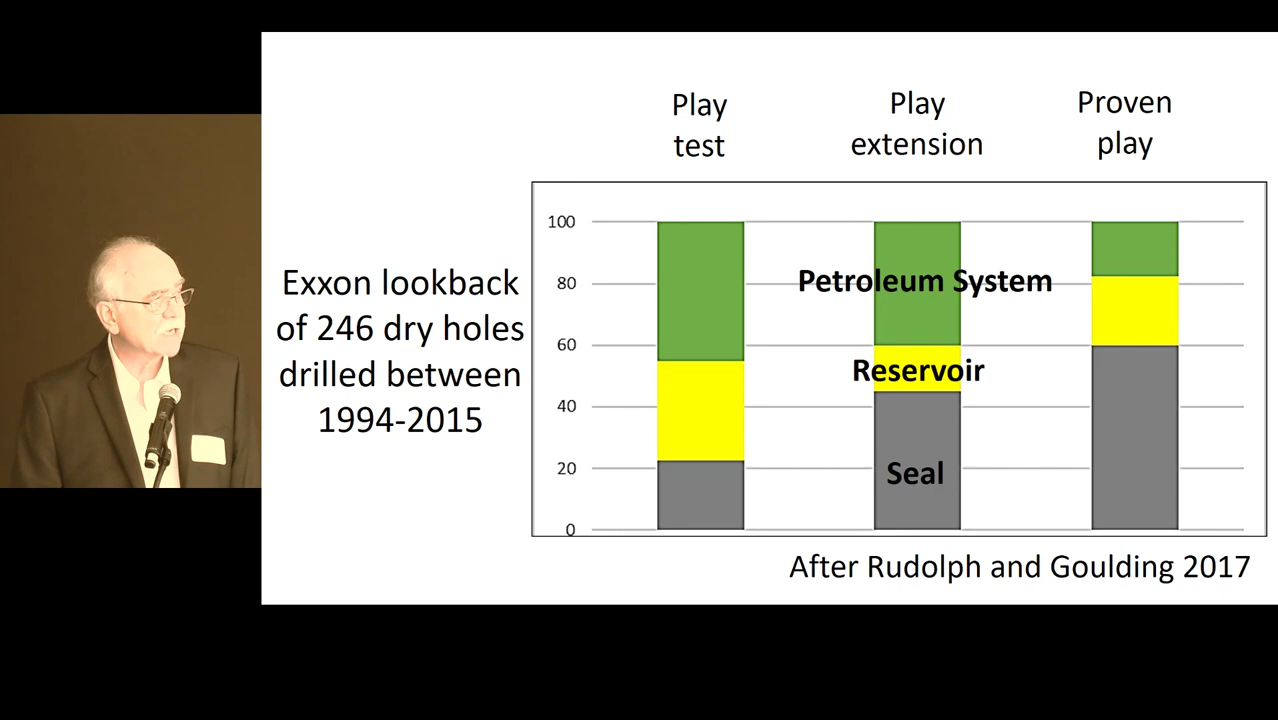 Play
test
Play
extension
Proven
play
Exxon lookback
of 246 dry holes
drilled between
1994-2015
100
80
60
40
20
0
Petroleum System
Reservoir
Seal
After Rudolph and Goulding 2017